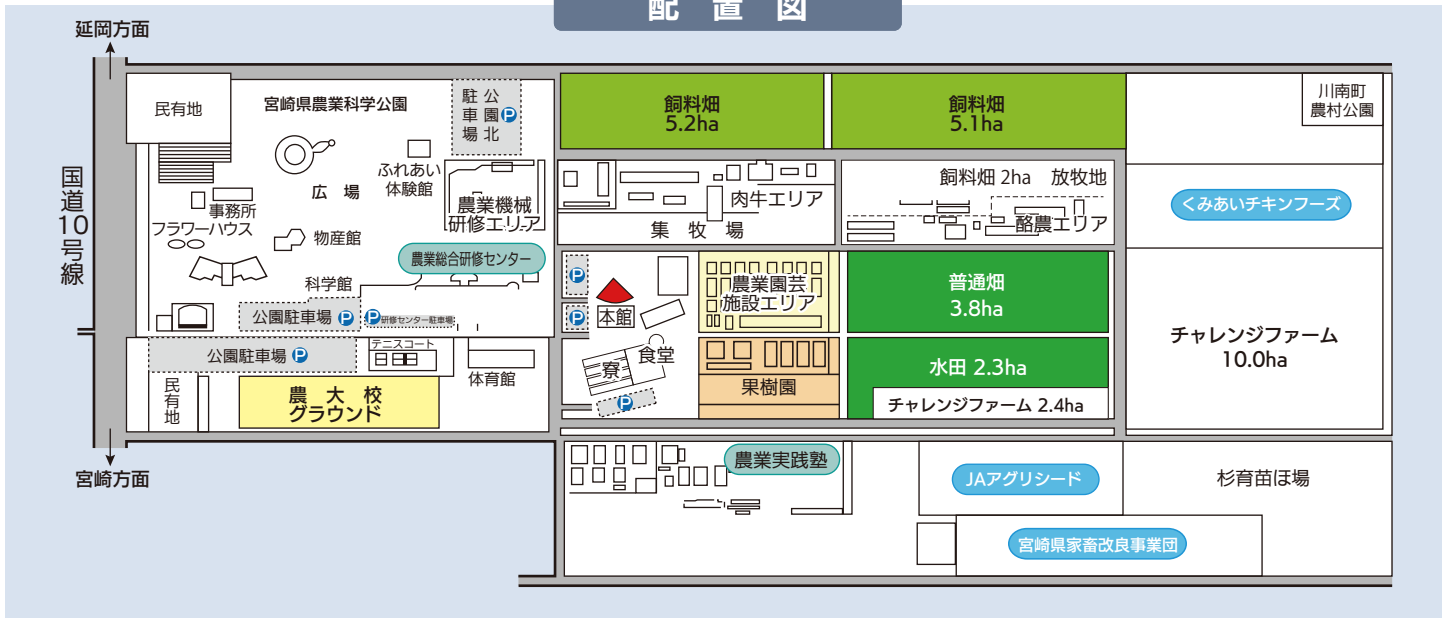 配置図
延岡方面
国道10号線
宮崎方面
民有地
宮崎県農業科学公園
公園北
駐車場
P
広場
ふれあい
体験館
農業機械
研修エリア
事務所
フラワーハウス
物産館
農業総合研修センター
科学館
公園駐車場 P
P 研修センター駐車場
公園駐車場 P
テニスコート
体育館
民有地
農大校
グラウンド
飼料畑
5.2ha
飼料畑
5.1ha
川南町
農村公園
肉牛エリア
集牧場
飼料畑 2ha 放牧地
酪農エリア
くみあいチキンフーズ
P
P
本館
農業園芸
施設エリア
普通畑
3.8ha
チャレンジファーム
10.0ha
食堂
寮
P
果樹園
水田 2.3ha
チャレンジファーム 2.4ha
農業実践塾
JAアグリシード
杉育苗ほ場
宮崎県家畜改良事業団